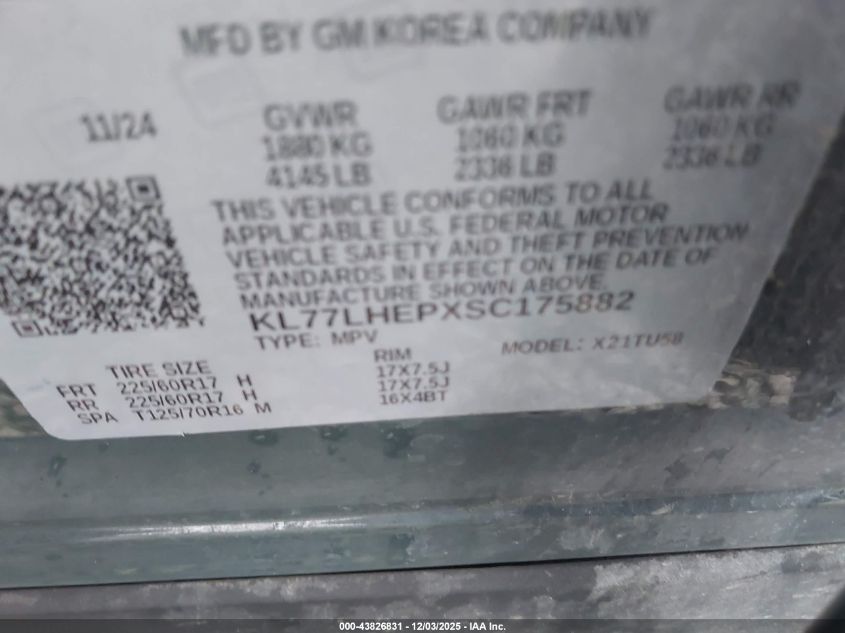 MFD BY GM KOREA COMPANY
11/24 GVWR GAWR FRT GAWR RR
1880 KG 1060 KG 1060 KG
4145 LB 2336 LB 2336 LB
THIS VEHICLE CONFORMS TO ALL
APPLICABLE U.S. FEDERAL MOTOR
VEHICLE SAFETY AND THEFT PREVENTION
STANDARDS IN EFFECT ON THE DATE OF
MANUFACTURE SHOWN ABOVE.
KL77LHEPXSC175882
TYPE: MPV MODEL: X21TU58
TIRE SIZE RIM
FRT 225/60R17 H 17X7.5J
RR 225/60R17 H 17X7.5J
SPA T125/70R16 M 16X4BT
000-43826831 - 12/03/2025 - IAA Inc.